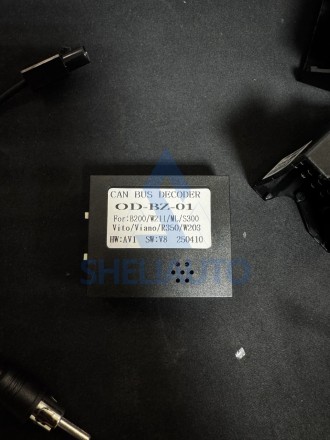 CAN BUS DECODER
OD-BZ-01
For:B200/W211/ML/S300
Vito/Viano/R350/W203
HW:AV1 SW:V8 250410
SHELLAUTO